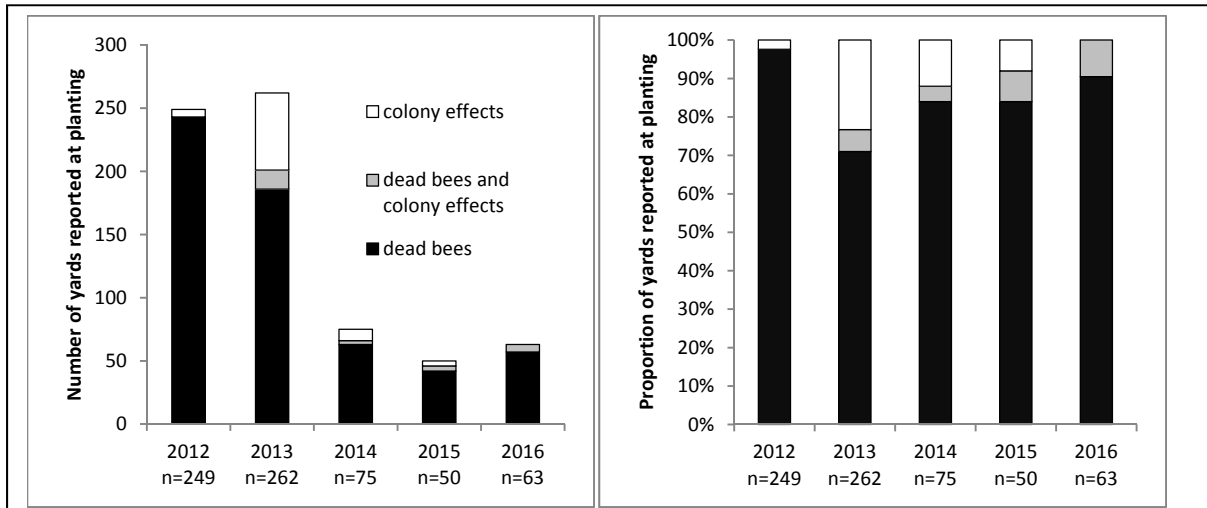 Number of yards reported at planting
300
250
200
150
100
50
0
colony effects
dead bees and
colony effects
dead bees
2012 2013 2014 2015 2016
n=249 n=262 n=75 n=50 n=63
Proportion of yards reported at planting
100%
90%
80%
70%
60%
50%
40%
30%
20%
10%
0%
2012 2013 2014 2015 2016
n=249 n=262 n=75 n=50 n=63